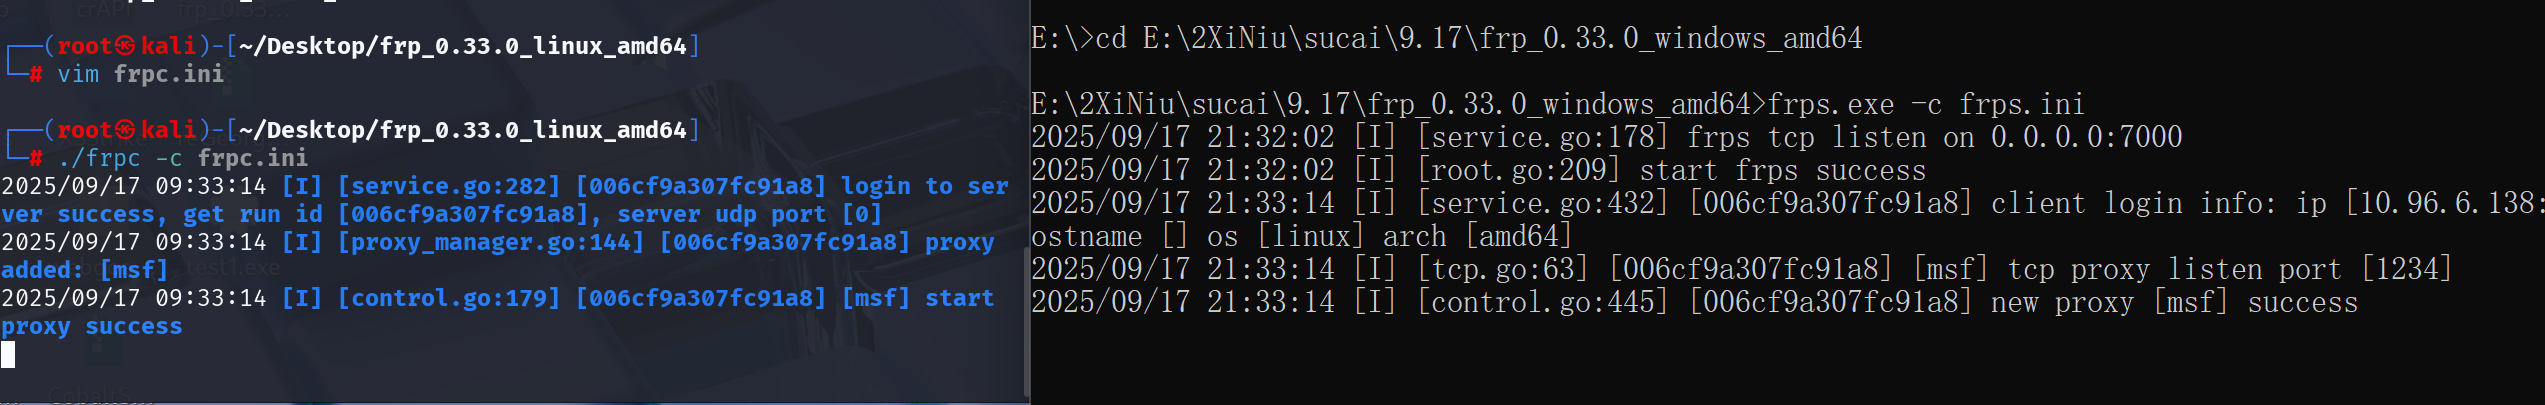 crAPI frp_0.33...
┌──(root㉿kali)-[~/Desktop/frp_0.33.0_linux_amd64]
└─# vim frpc.ini
┌──(root㉿kali)-[~/Desktop/frp_0.33.0_linux_amd64]
└─# ./frpc -c frpc.ini
2025/09/17 09:33:14 [I] [service.go:282] [006cf9a307fc91a8] login to ser
ver success, get run id [006cf9a307fc91a8], server udp port [0]
2025/09/17 09:33:14 [I] [proxy_manager.go:144] [006cf9a307fc91a8] proxy
added: [msf]
test1.exe
2025/09/17 09:33:14 [I] [control.go:179] [006cf9a307fc91a8] [msf] start
proxy success
CobaltS...
E:\>cd E:\2XiNiu\sucai\9.17\frp_0.33.0_windows_amd64
E:\2XiNiu\sucai\9.17\frp_0.33.0_windows_amd64>frps.exe -c frps.ini
2025/09/17 21:32:02 [I] [service.go:178] frps tcp listen on 0.0.0.0:7000
2025/09/17 21:32:02 [I] [root.go:209] start frps success
2025/09/17 21:33:14 [I] [service.go:432] [006cf9a307fc91a8] client login info: ip [10.96.6.138:
ostname [] os [linux] arch [amd64]
2025/09/17 21:33:14 [I] [tcp.go:63] [006cf9a307fc91a8] [msf] tcp proxy listen port [1234]
2025/09/17 21:33:14 [I] [control.go:445] [006cf9a307fc91a8] new proxy [msf] success